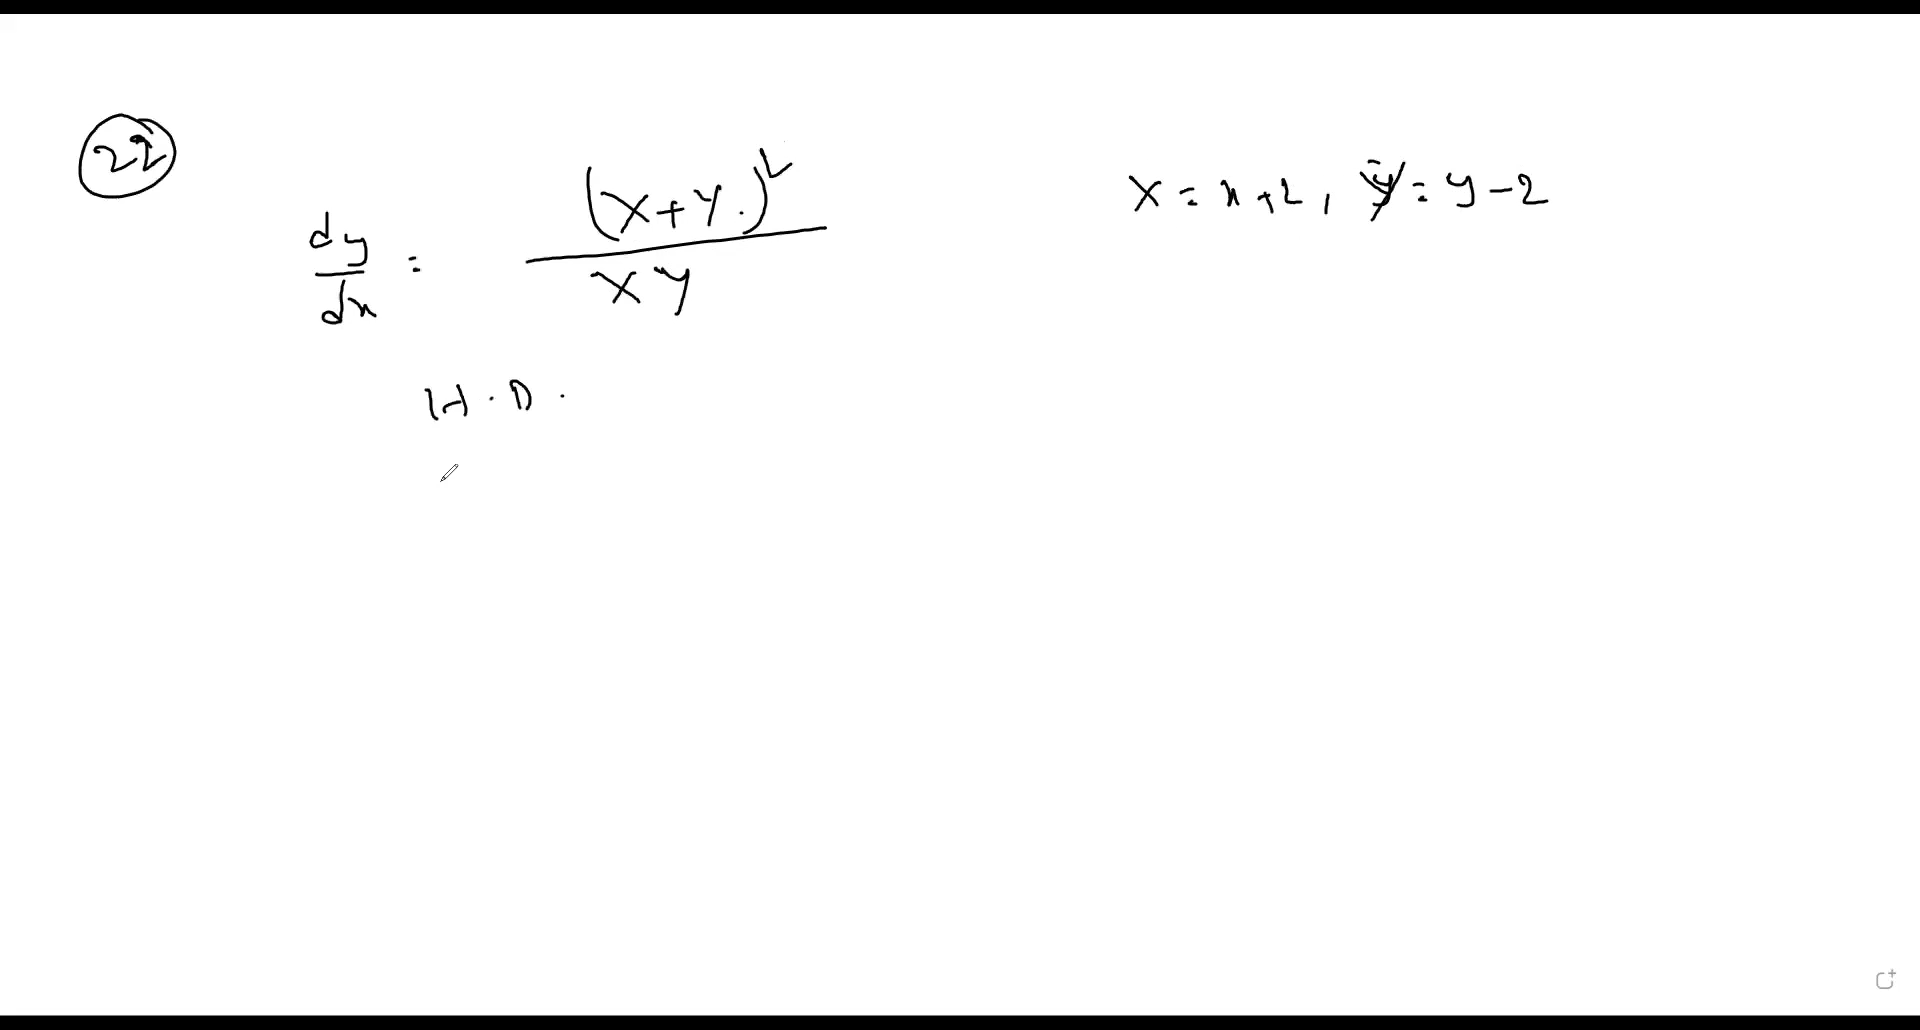 22
dy/dx = (X+Y.)²/XY
X = x+2, Y = y-2
H.D.